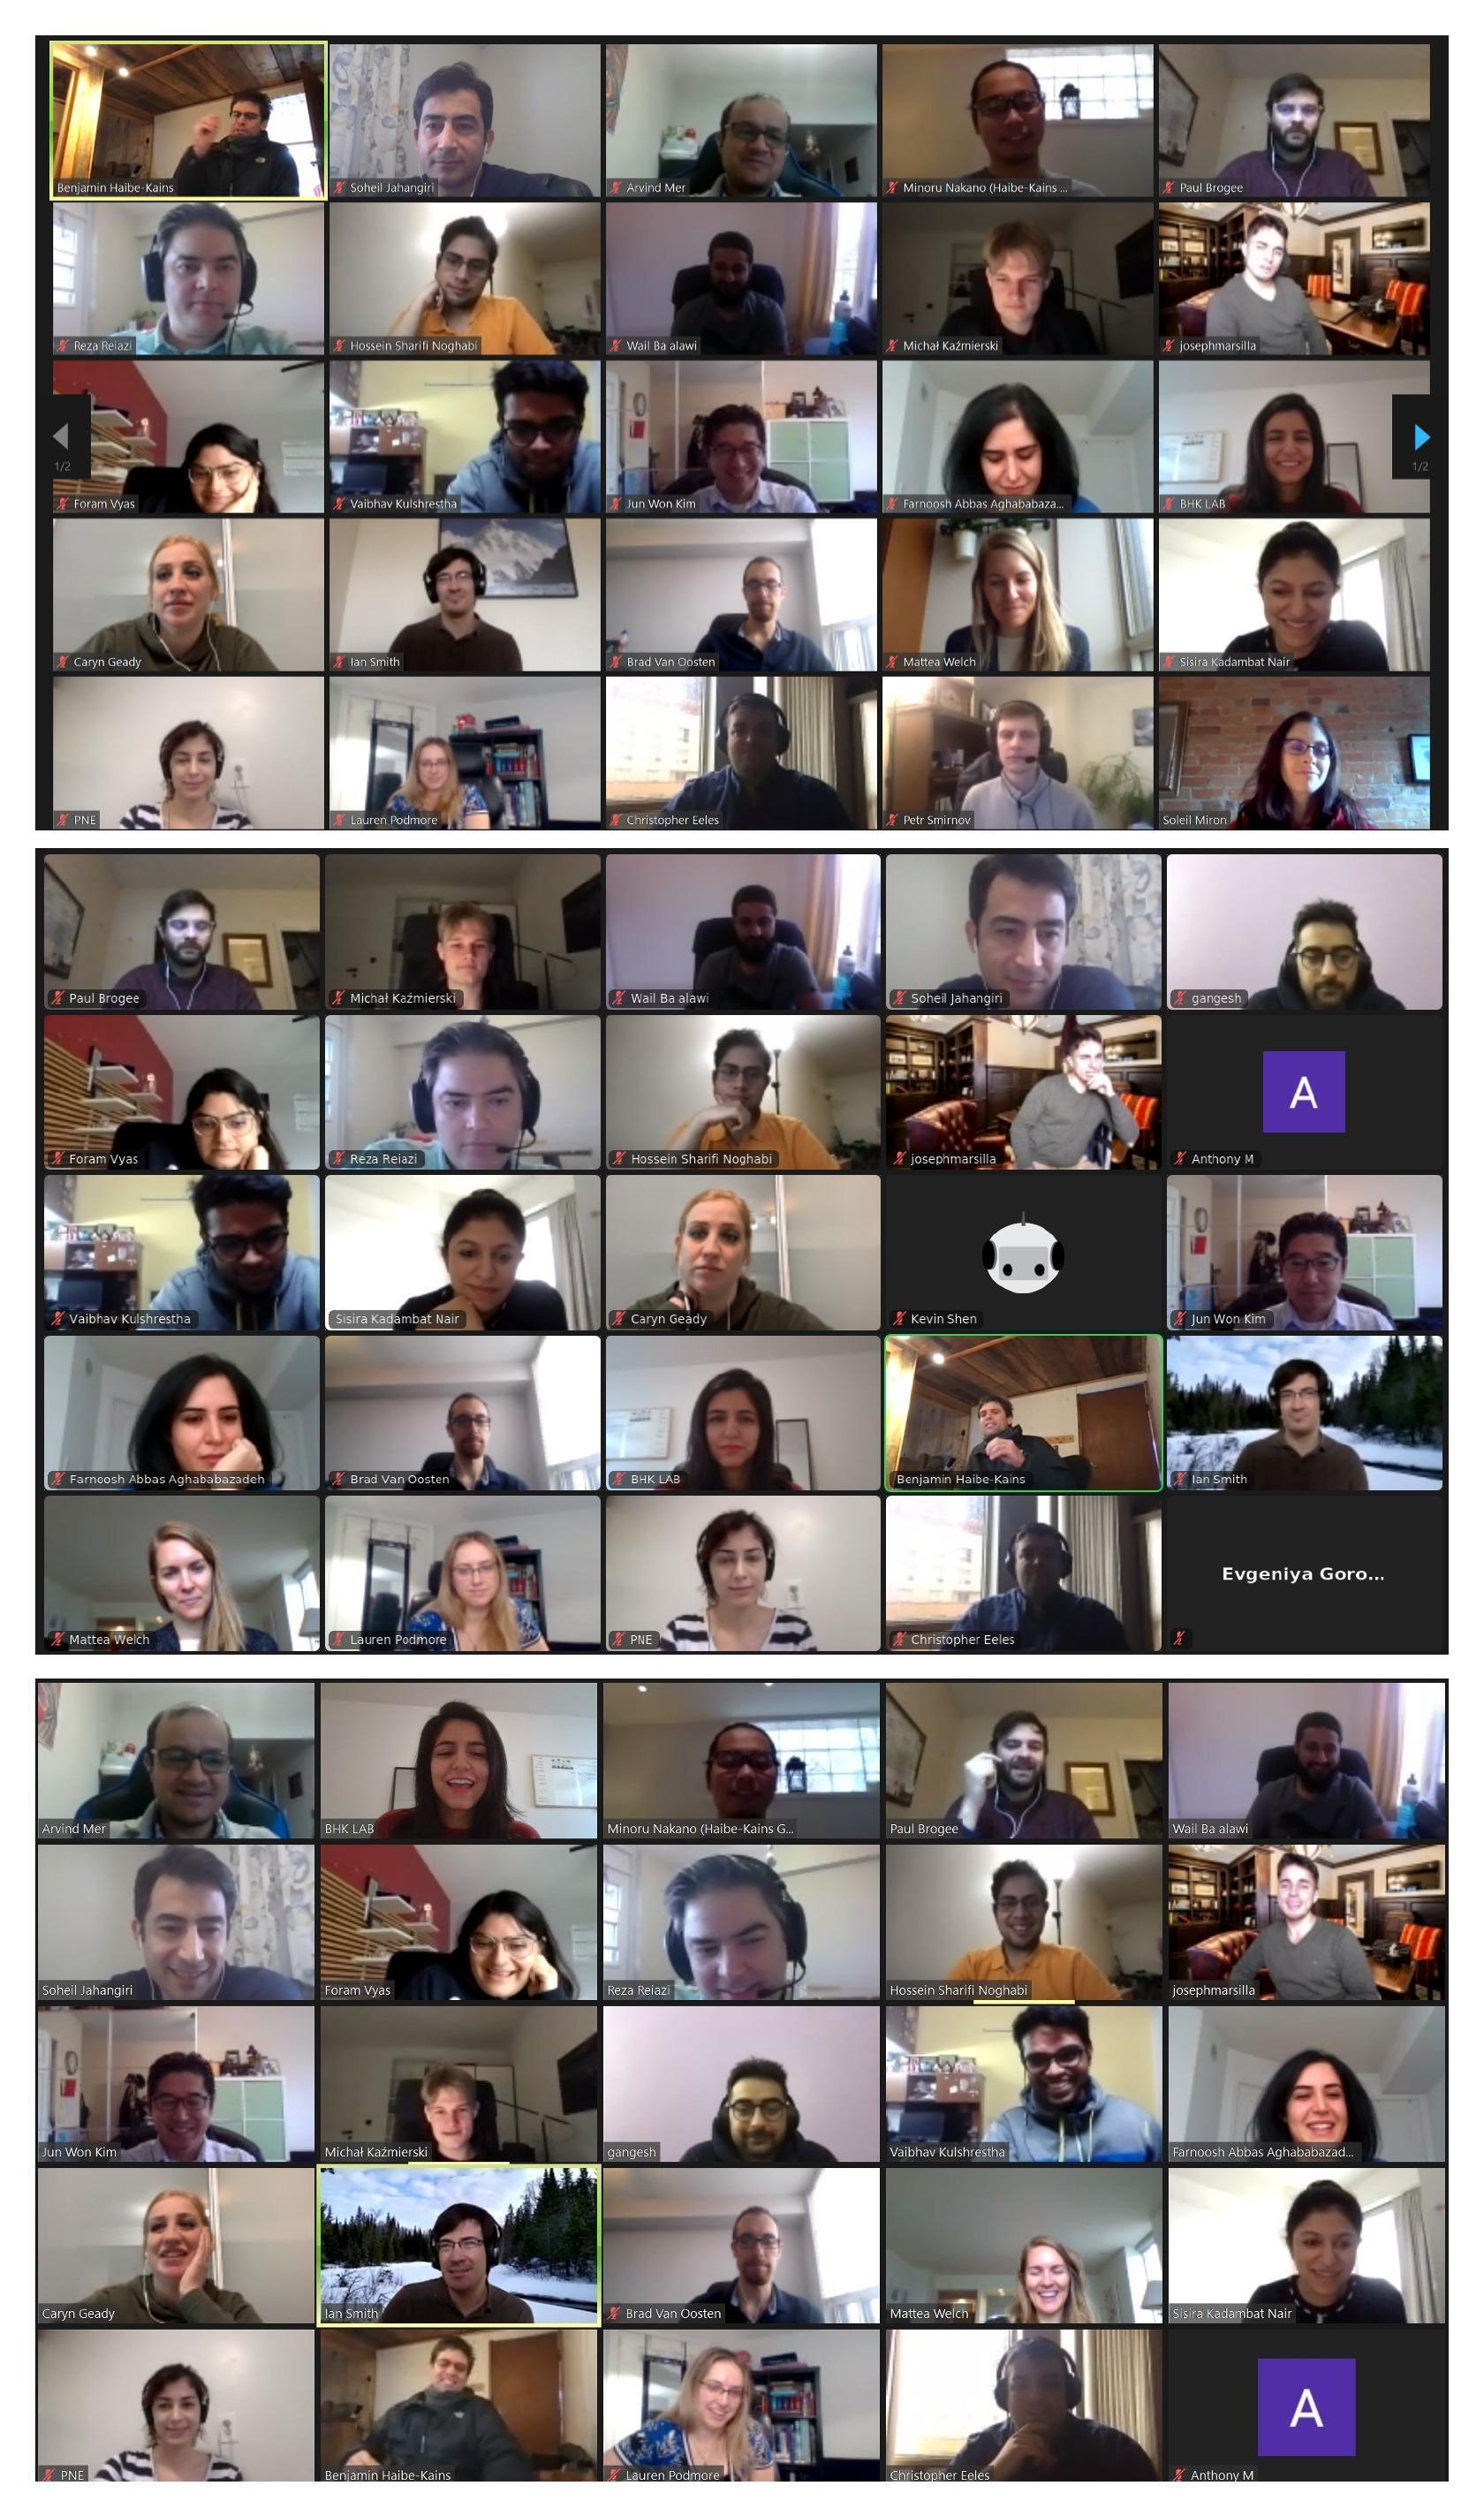 Benjamin Haibe-Kains
Soheil Jahangiri
Arvind Mer
Minoru Nakano (Haibe-Kains ...
Paul Brogee
Reza Reiazi
Hossein Sharifi Noghabi
Wail Ba alawi
Michał Kaźmierski
josephmarsilla
1/2
1/2
Foram Vyas
Vaibhav Kulshrestha
Jun Won Kim
Farnoosh Abbas Aghababaza...
BHK LAB
Caryn Geady
Ian Smith
Brad Van Oosten
Mattea Welch
Sisira Kadambat Nair
PNE
Lauren Podmore
Christopher Eeles
Petr Smirnov
Soleil Miron
Paul Brogee
Michał Kaźmierski
Wail Ba alawi
Soheil Jahangiri
gangesh
Foram Vyas
Reza Reiazi
Hossein Sharifi Noghabi
josephmarsilla
A
Anthony M
Vaibhav Kulshrestha
Sisira Kadambat Nair
Caryn Geady
Kevin Shen
Jun Won Kim
Farnoosh Abbas Aghababazadeh
Brad Van Oosten
BHK LAB
Benjamin Haibe-Kains
Ian Smith
Mattea Welch
Lauren Podmore
PNE
Christopher Eeles
Evgeniya Goro...
Arvind Mer
BHK LAB
Minoru Nakano (Haibe-Kains G...
Paul Brogee
Wail Ba alawi
Soheil Jahangiri
Foram Vyas
Reza Reiazi
Hossein Sharifi Noghabi
josephmarsilla
Jun Won Kim
Michał Kaźmierski
gangesh
Vaibhav Kulshrestha
Farnoosh Abbas Aghababazad...
Caryn Geady
Ian Smith
Brad Van Oosten
Mattea Welch
Sisira Kadambat Nair
PNE
Benjamin Haibe-Kains
Lauren Podmore
Christopher Eeles
A
Anthony M